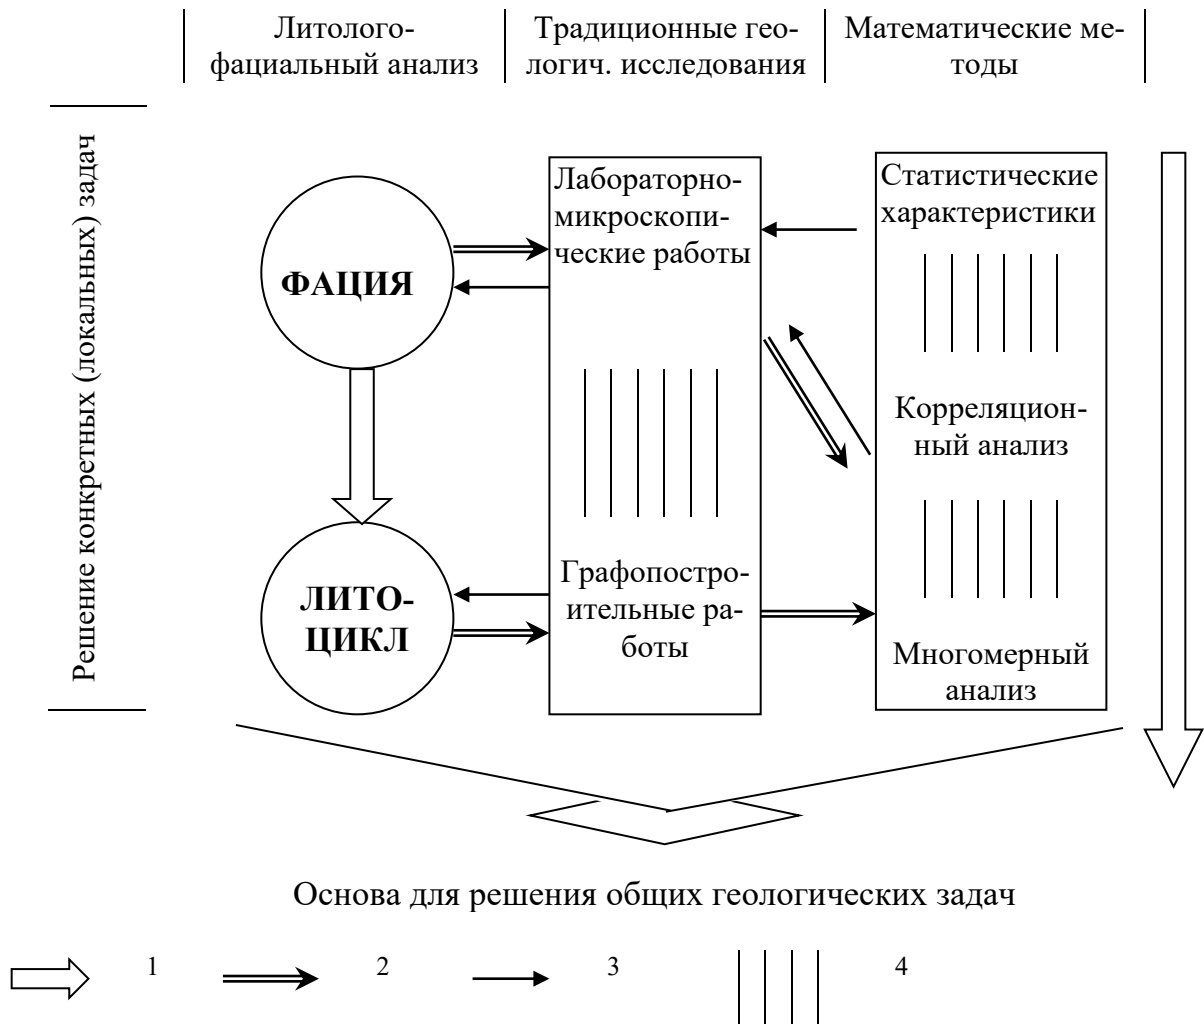 Литолого-
фациальный анализ
Традиционные гео-
логич. исследования
Математические ме-
тоды
Решение конкретных (локальных) задач
ФАЦИЯ
Лабораторно-
микроскопи-
ческие работы
Статистические
характеристики
Корреляцион-
ный анализ
ЛИТО-
ЦИКЛ
Графопостро-
ительные ра-
боты
Многомерный
анализ
Основа для решения общих геологических задач
1
2
3
4